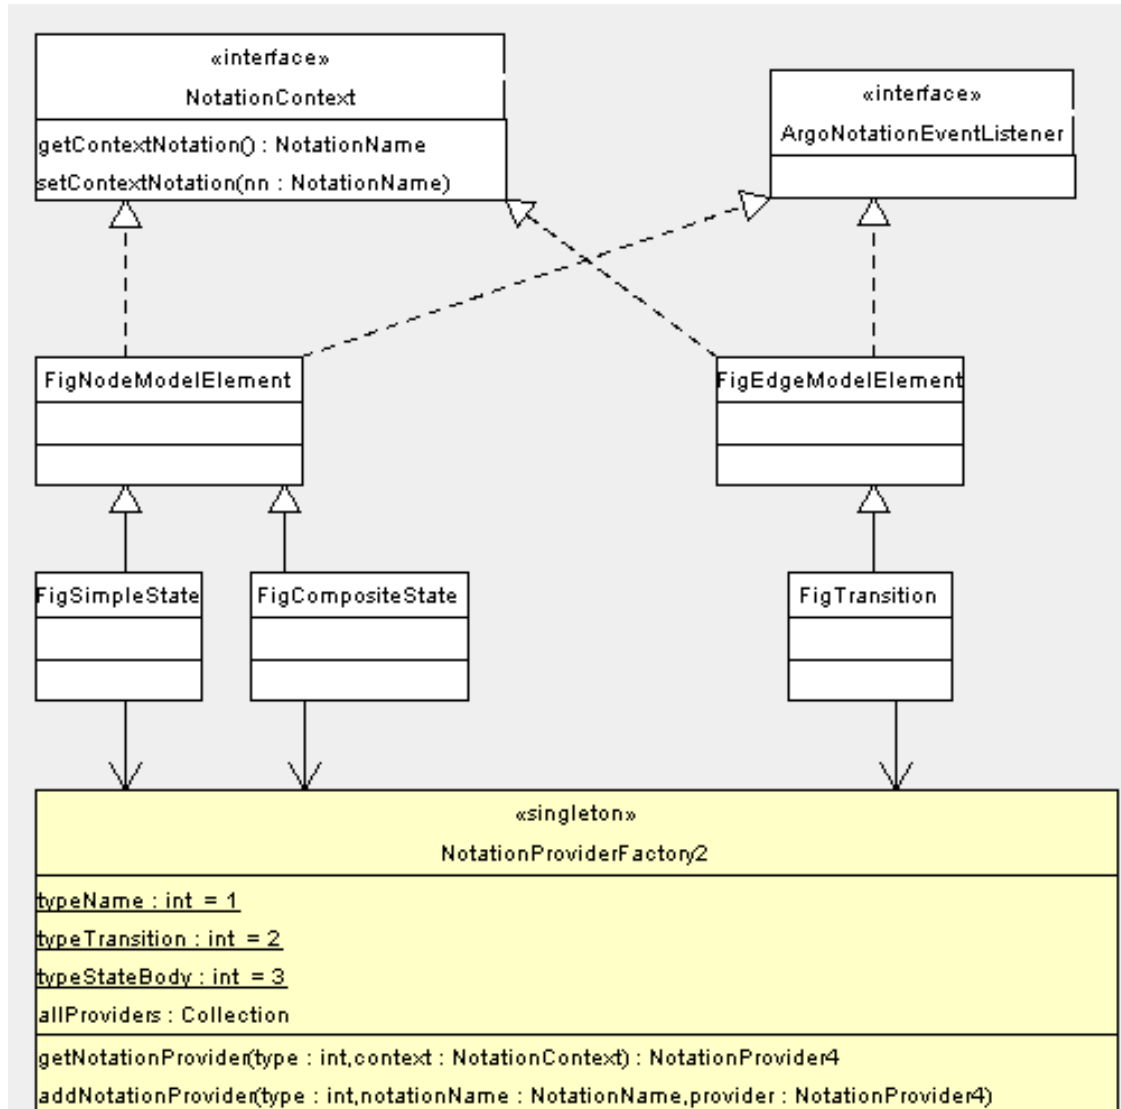 «interface»
NotationContext
getContextNotation() : NotationName
setContextNotation(nn : NotationName)
«interface»
ArgoNotationEventListener
FigNodeModelElement
FigEdgeModelElement
FigSimpleState
FigCompositeState
FigTransition
«singleton»
NotationProviderFactory2
typeName : int = 1
typeTransition : int = 2
typeStateBody : int = 3
allProviders : Collection
getNotationProvider(type : int,context : NotationContext) : NotationProvider4
addNotationProvider(type : int,notationName : NotationName,provider : NotationProvider4)